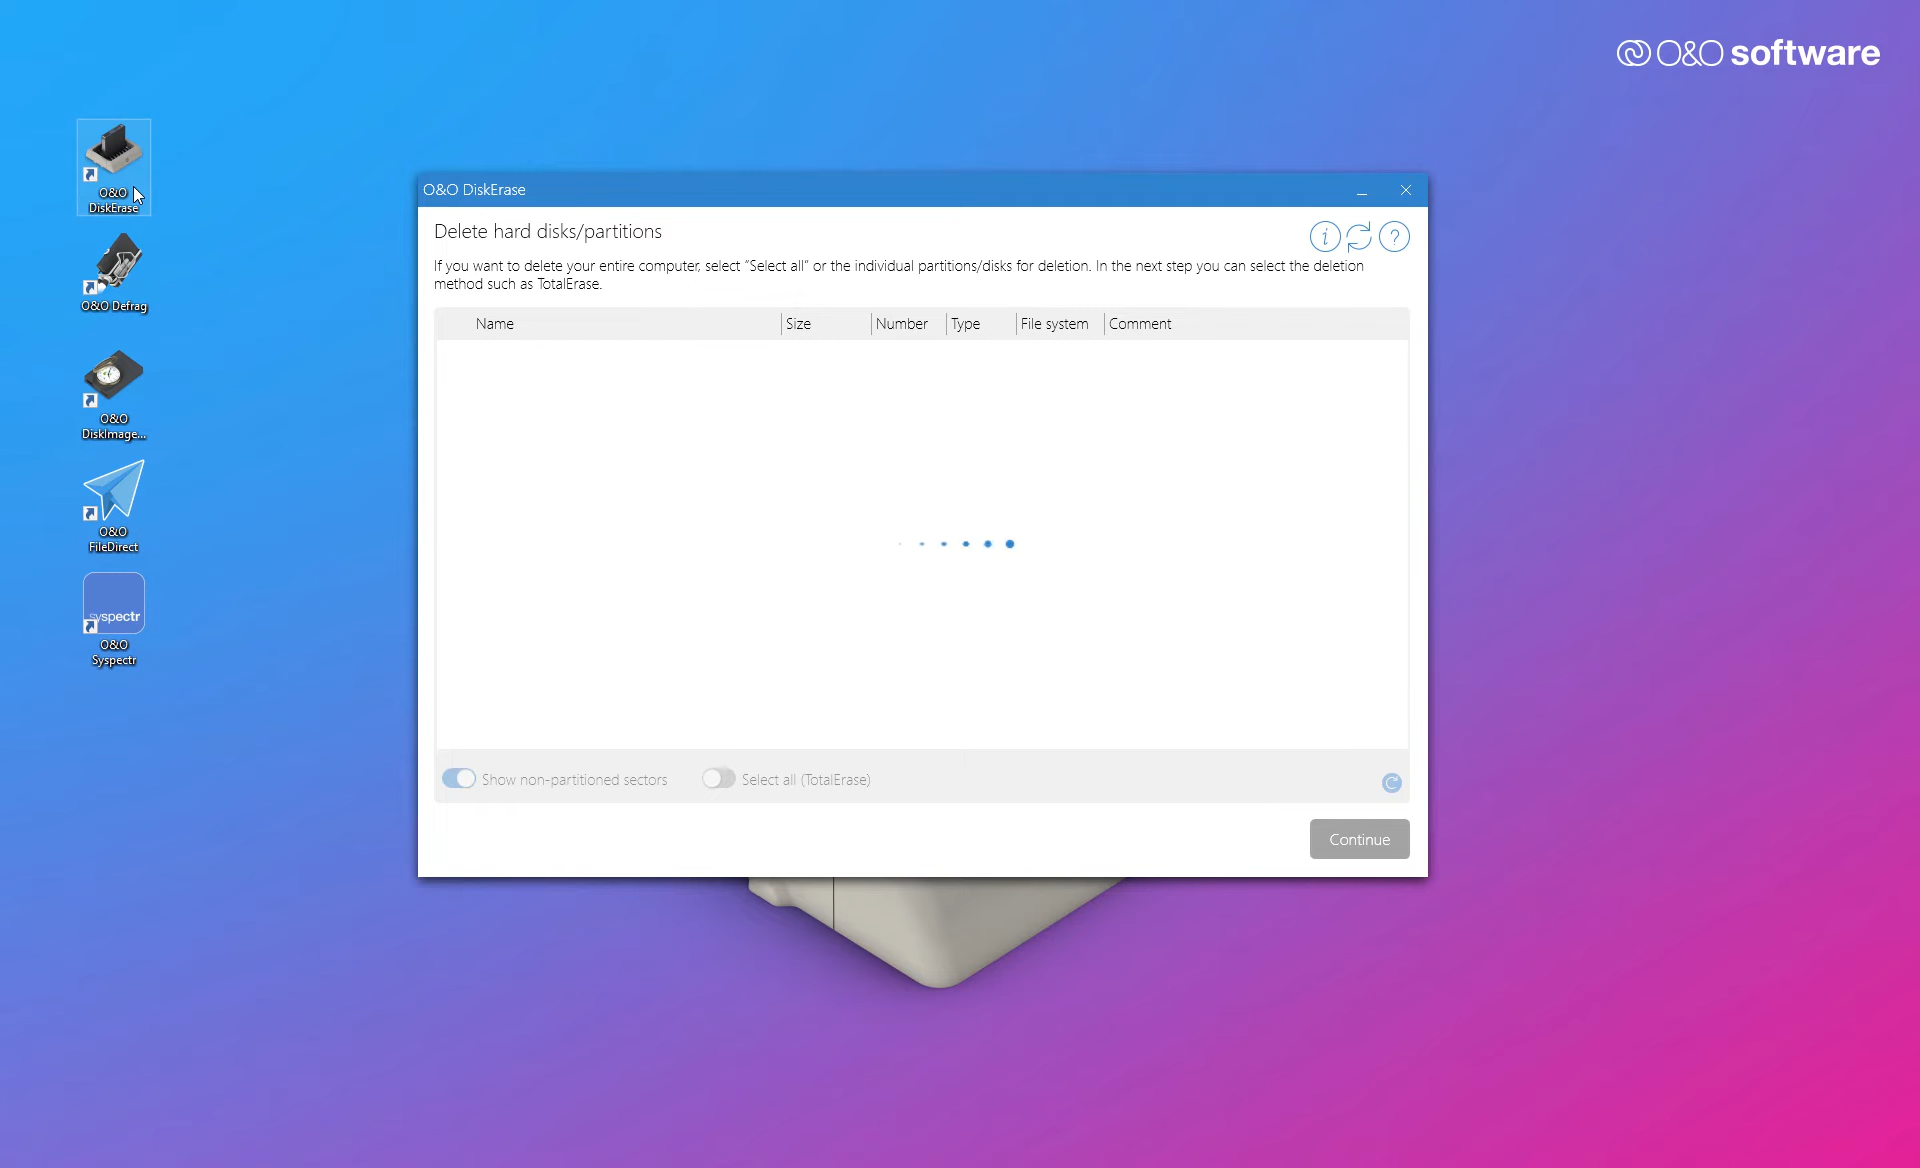 O&O software
O&O
DiskErase
O&O Defrag
O&O
DiskImage...
O&O
FileDirect
syspectr
O&O
Syspectr
O&O DiskErase
Delete hard disks/partitions
If you want to delete your entire computer, select "Select all" or the individual partitions/disks for deletion. In the next step you can select the deletion
method such as TotalErase.
Name Size Number Type File system Comment
Show non-partitioned sectors Select all (TotalErase)
Continue